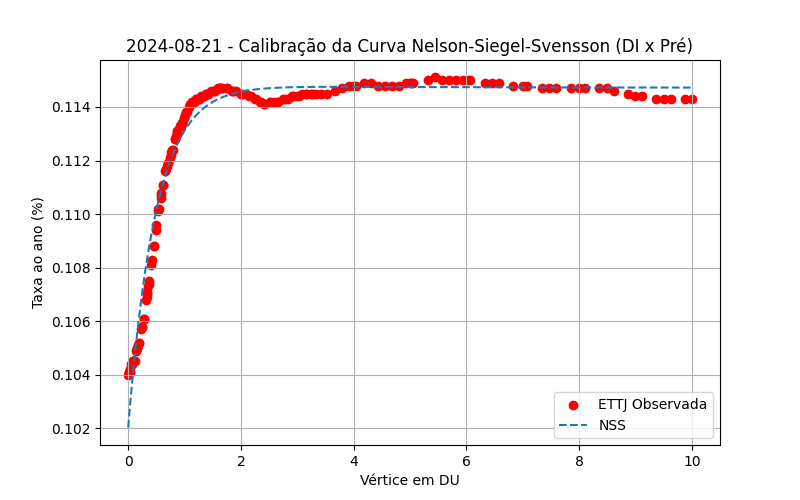 2024-08-21 - Calibração da Curva Nelson-Siegel-Svensson (DI x Pré)
Taxa ao ano (%)
0.114
0.112
0.110
0.108
0.106
0.104
0.102
ETTJ Observada
NSS
0 2 4 6 8 10
Vértice em DU